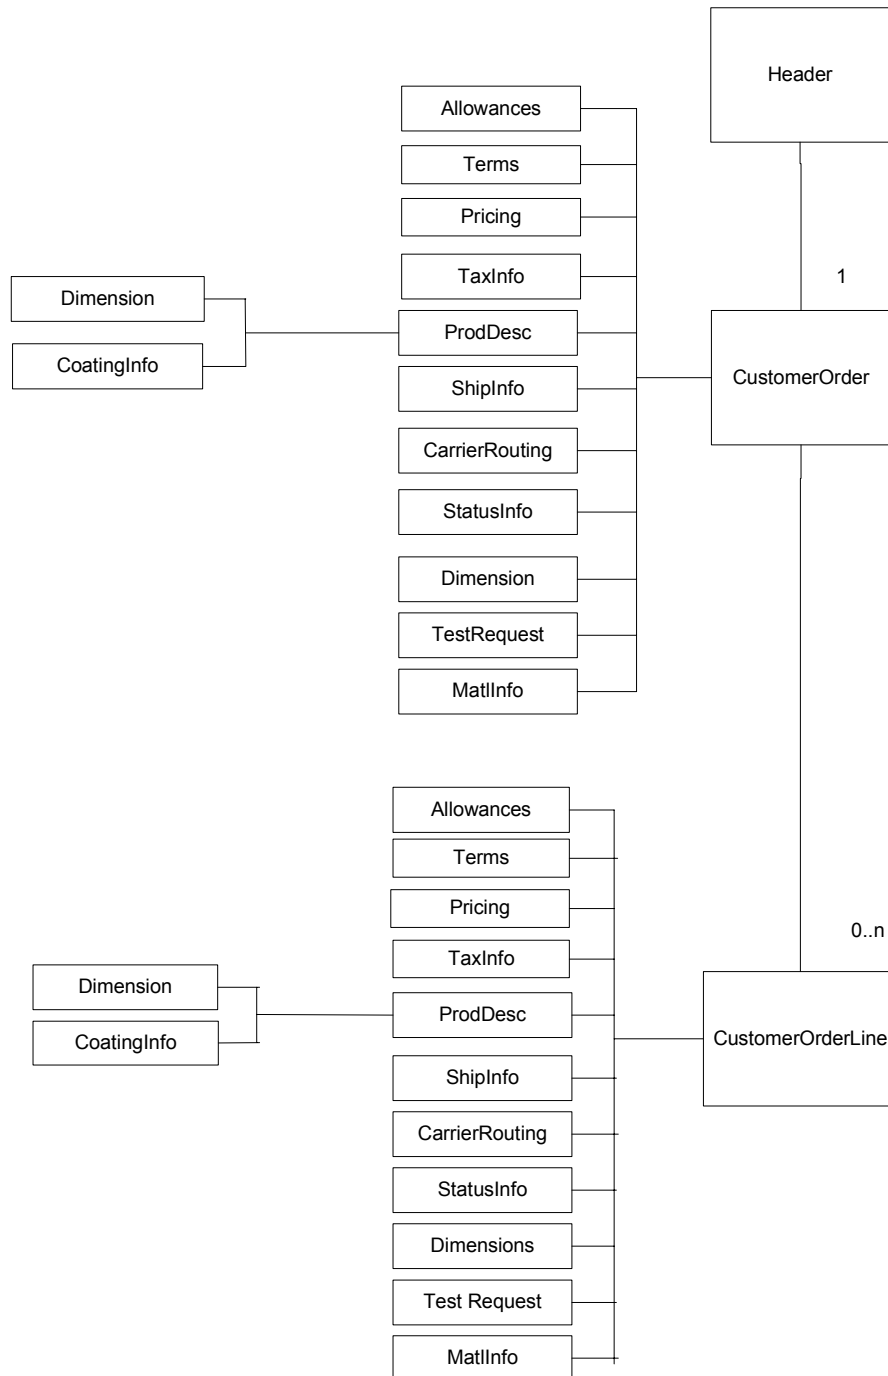 Header
Allowances
Terms
Pricing
TaxInfo
1
Dimension
ProdDesc
CoatingInfo
CustomerOrder
ShipInfo
CarrierRouting
StatusInfo
Dimension
TestRequest
MatlInfo
Allowances
Terms
Pricing
0..n
TaxInfo
Dimension
ProdDesc
CoatingInfo
CustomerOrderLine
ShipInfo
CarrierRouting
StatusInfo
Dimensions
Test Request
MatlInfo